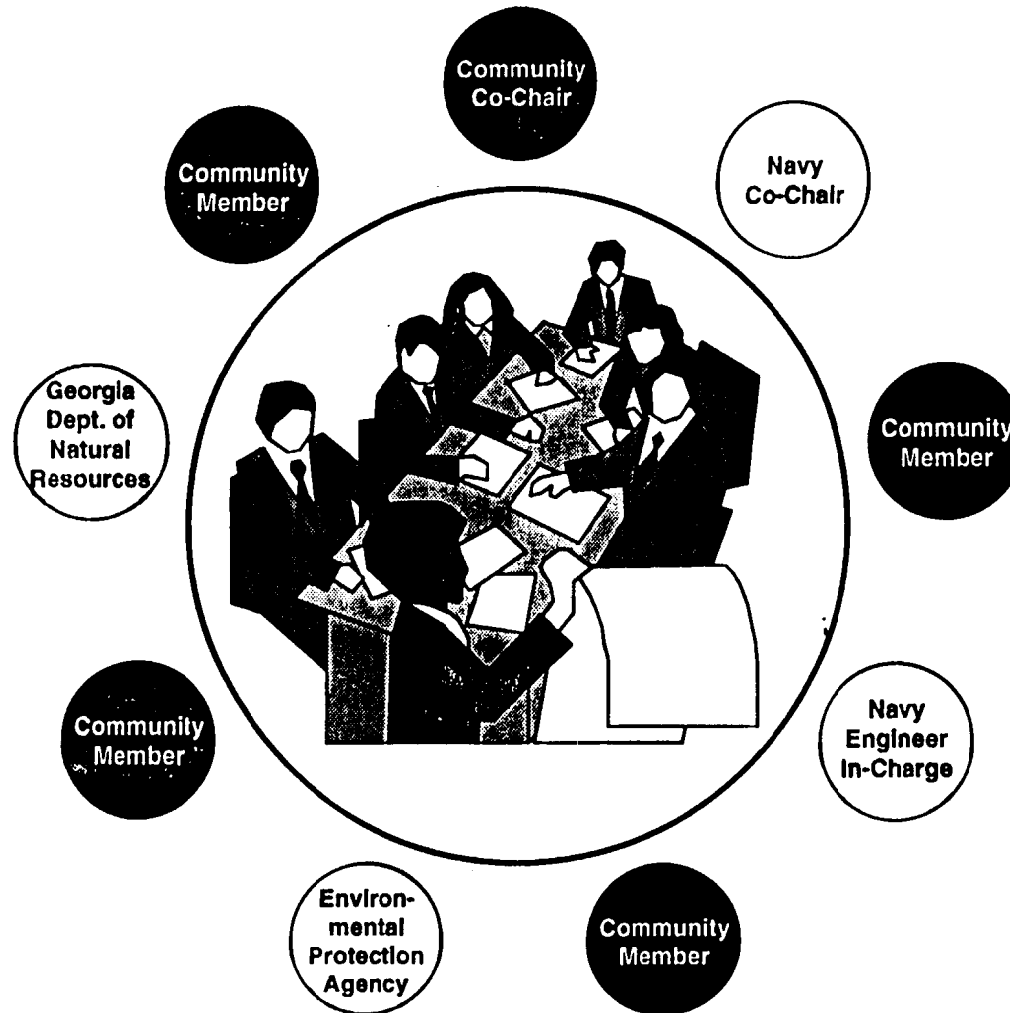 Community
Co-Chair
Navy
Co-Chair
Community
Member
Community
Member
Georgia
Dept. of
Natural
Resources
Community
Member
Navy
Engineer
In-Charge
Environ-
mental
Protection
Agency
Community
Member